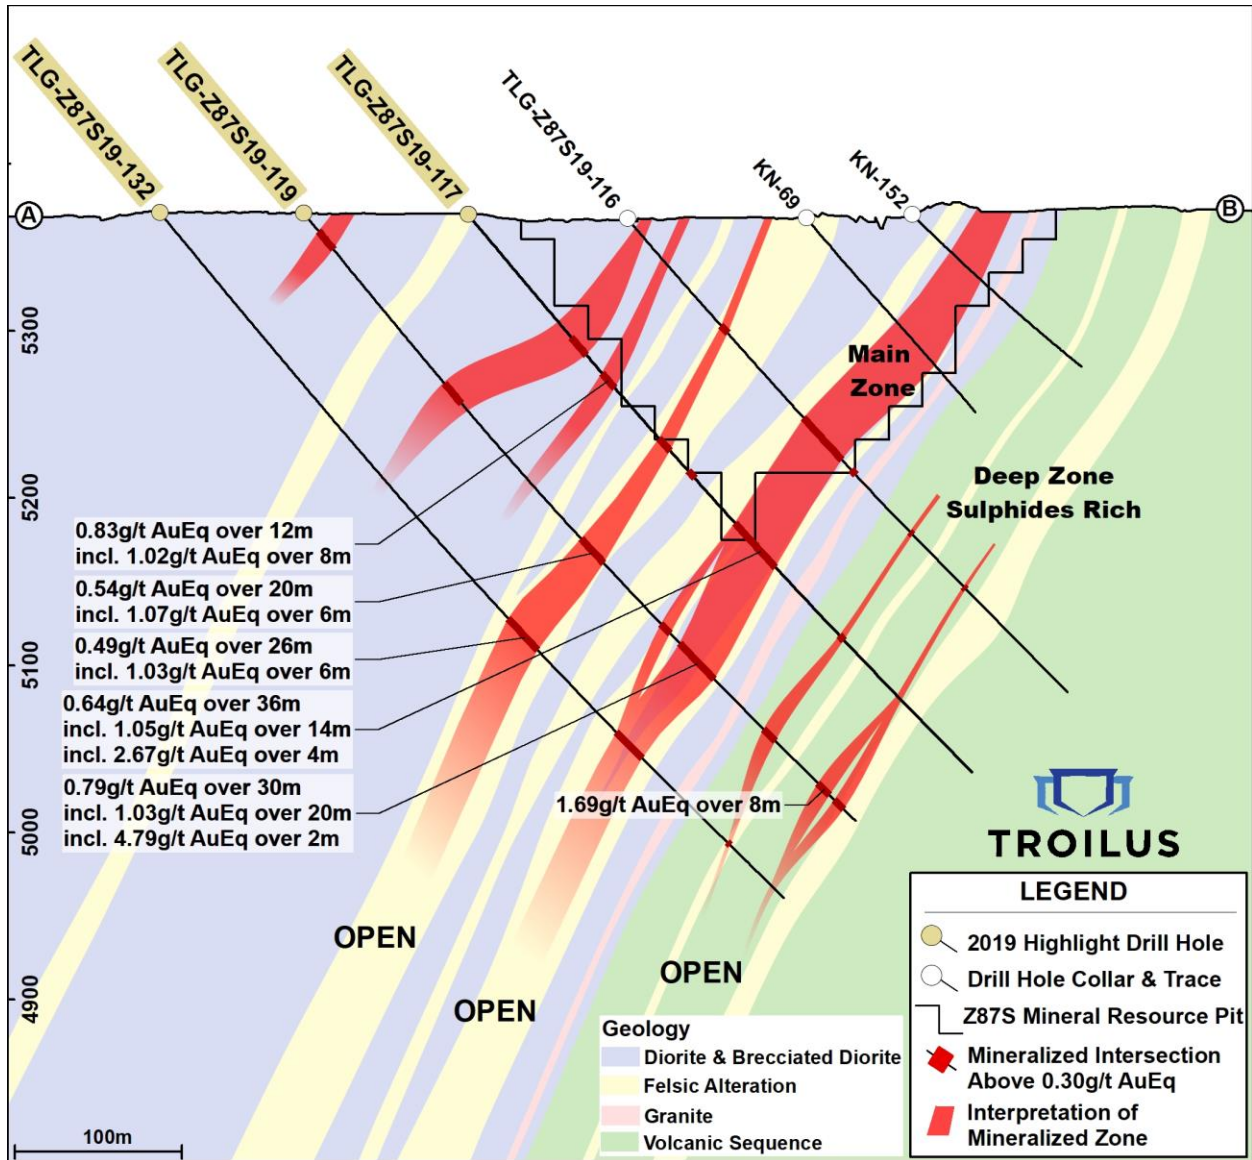 TLG-Z87S19-132
TLG-Z87S19-119
TLG-Z87S19-117
TLG-Z87S19-116
KN-69
KN-152
A
B
5300
5200
5100
5000
4900
Main
Zone
Deep Zone
Sulphides Rich
0.83g/t AuEq over 12m
incl. 1.02g/t AuEq over 8m
0.54g/t AuEq over 20m
incl. 1.07g/t AuEq over 6m
0.49g/t AuEq over 26m
incl. 1.03g/t AuEq over 6m
0.64g/t AuEq over 36m
incl. 1.05g/t AuEq over 14m
incl. 2.67g/t AuEq over 4m
0.79g/t AuEq over 30m
incl. 1.03g/t AuEq over 20m
incl. 4.79g/t AuEq over 2m
1.69g/t AuEq over 8m
TROILUS
OPEN
OPEN
OPEN
LEGEND
2019 Highlight Drill Hole
Drill Hole Collar & Trace
Z87S Mineral Resource Pit
Mineralized Intersection
Above 0.30g/t AuEq
Interpretation of
Mineralized Zone
Geology
Diorite & Brecciated Diorite
Felsic Alteration
Granite
Volcanic Sequence
100m